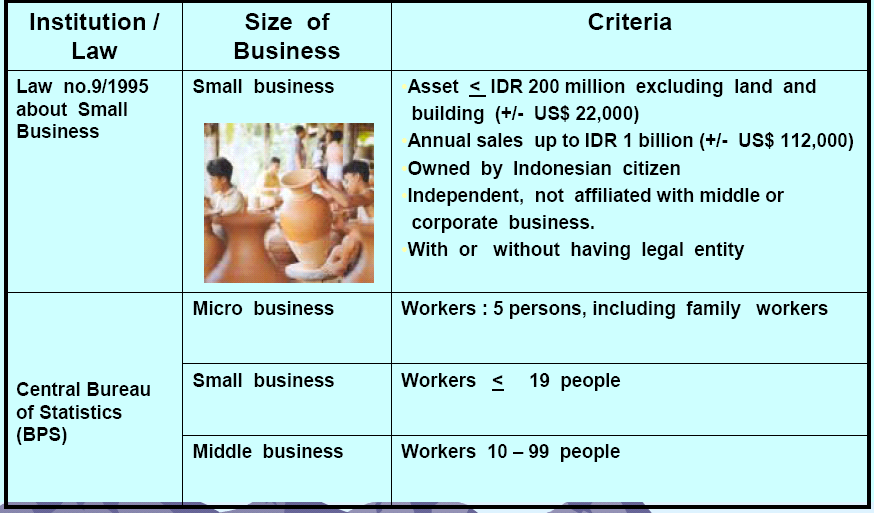 Institution / Law
Size of Business
Criteria
Law no.9/1995
about Small
Business
Small business
Asset ≤ IDR 200 million excluding land and
building (+/- US$ 22,000)
Annual sales up to IDR 1 billion (+/- US$ 112,000)
Owned by Indonesian citizen
Independent, not affiliated with middle or
corporate business.
With or without having legal entity
Central Bureau
of Statistics
(BPS)
Micro business
Workers : 5 persons, including family workers
Small business
Workers ≤ 19 people
Middle business
Workers 10 – 99 people